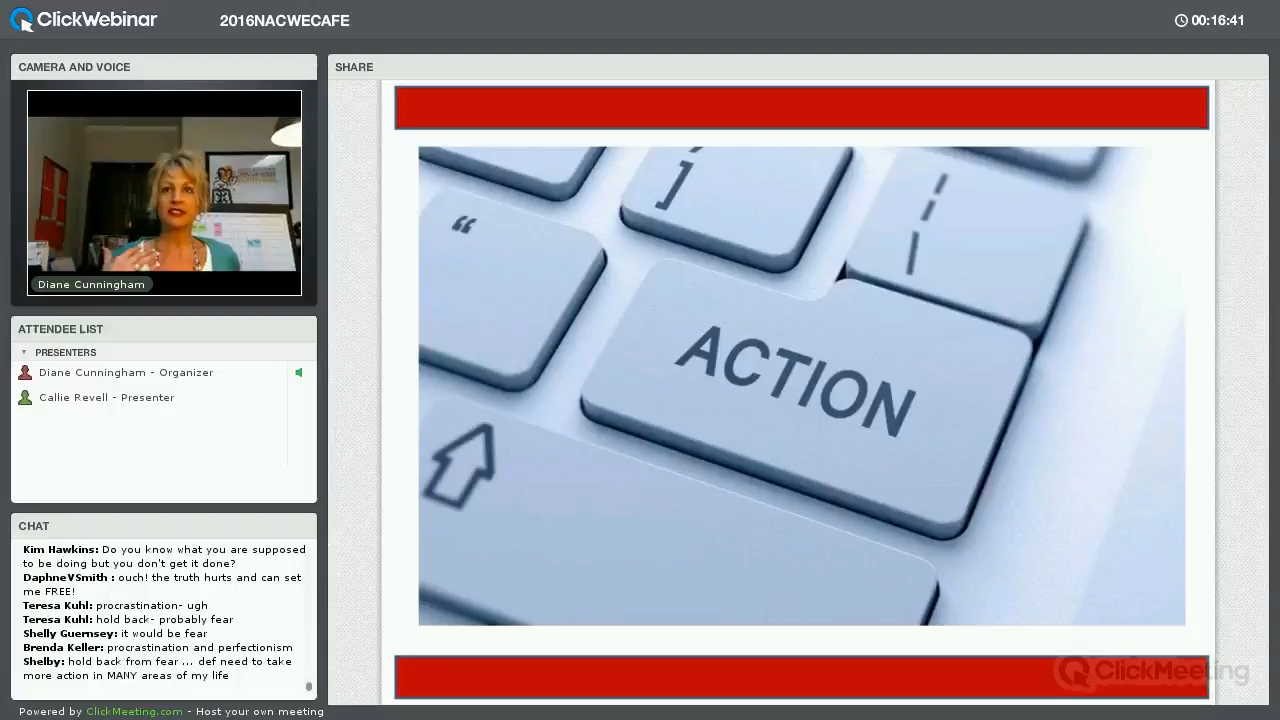 ClickWebinar
2016NACWECAFE
00:16:41
CAMERA AND VOICE
Diane Cunningham
ATTENDEE LIST
PRESENTERS
Diane Cunningham - Organizer
Callie Revell - Presenter
CHAT
Kim Hawkins: Do you know what you are supposed
to be doing but you don't get it done?
DaphneVSmith : ouch! the truth hurts and can set
me FREE!
Teresa Kuhl: procrastination- ugh
Teresa Kuhl: hold back- probably fear
Shelly Guernsey: it would be fear
Brenda procrastination and perfectionism
Shelby: back from fear ... def need to take
more action in MANY areas of my life
Powered by ClickMeeting.com - Host your own meeting
SHARE
“
]
ACTION
ClickMeeting